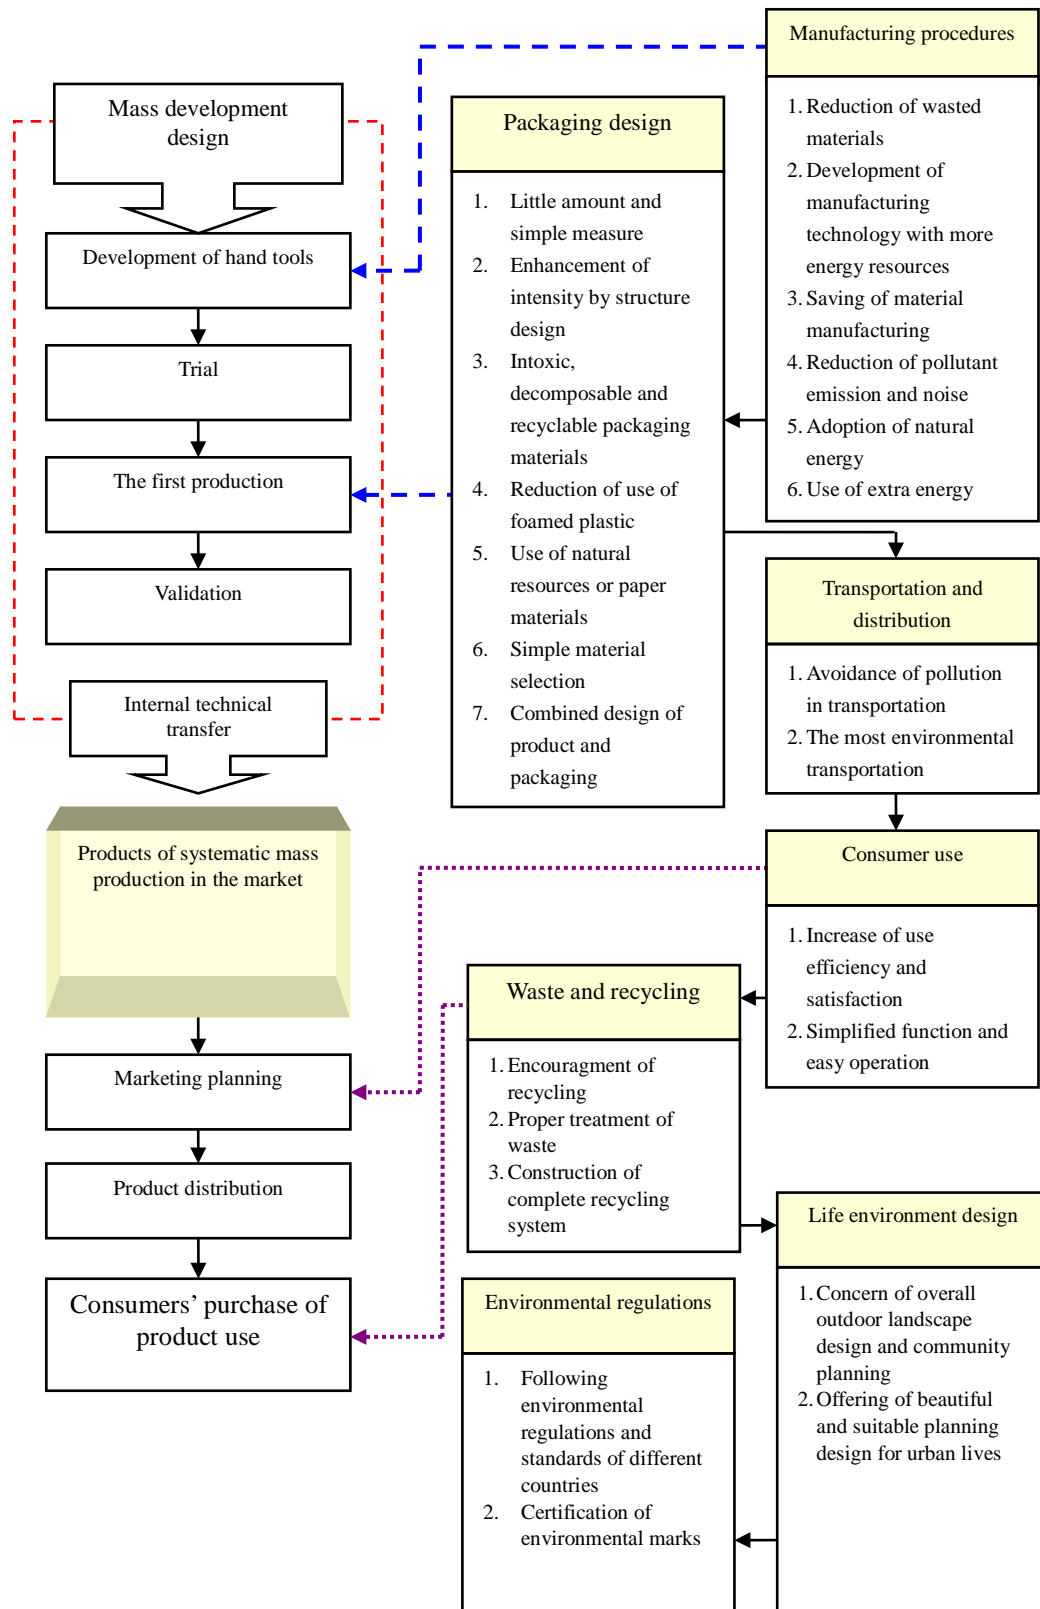 Manufacturing procedures
1. Reduction of wasted
materials
2. Development of
manufacturing
technology with more
energy resources
3. Saving of material
manufacturing
4. Reduction of pollutant
emission and noise
5. Adoption of natural
energy
6. Use of extra energy
Mass development
design
Development of hand tools
Trial
The first production
Validation
Internal technical
transfer
Products of systematic mass
production in the market
Marketing planning
Product distribution
Consumers’ purchase of
product use
Packaging design
1. Little amount and
simple measure
2. Enhancement of
intensity by structure
design
3. Intoxic,
decomposable and
recyclable packaging
materials
4. Reduction of use of
foamed plastic
5. Use of natural
resources or paper
materials
6. Simple material
selection
7. Combined design of
product and
packaging
Transportation and
distribution
1. Avoidance of pollution
in transportation
2. The most environmental
transportation
Consumer use
1. Increase of use
efficiency and
satisfaction
2. Simplified function and
easy operation
Waste and recycling
1. Encouragment of
recycling
2. Proper treatment of
waste
3. Construction of
complete recycling
system
Life environment design
1. Concern of overall
outdoor landscape
design and community
planning
2. Offering of beautiful
and suitable planning
design for urban lives
Environmental regulations
1. Following
environmental
regulations and
standards of different
countries
2. Certification of
environmental marks